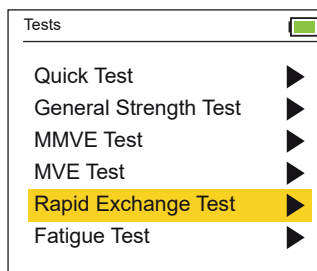 Tests
Quick Test
General Strength Test
MMVE Test
MVE Test
Rapid Exchange Test
Fatigue Test